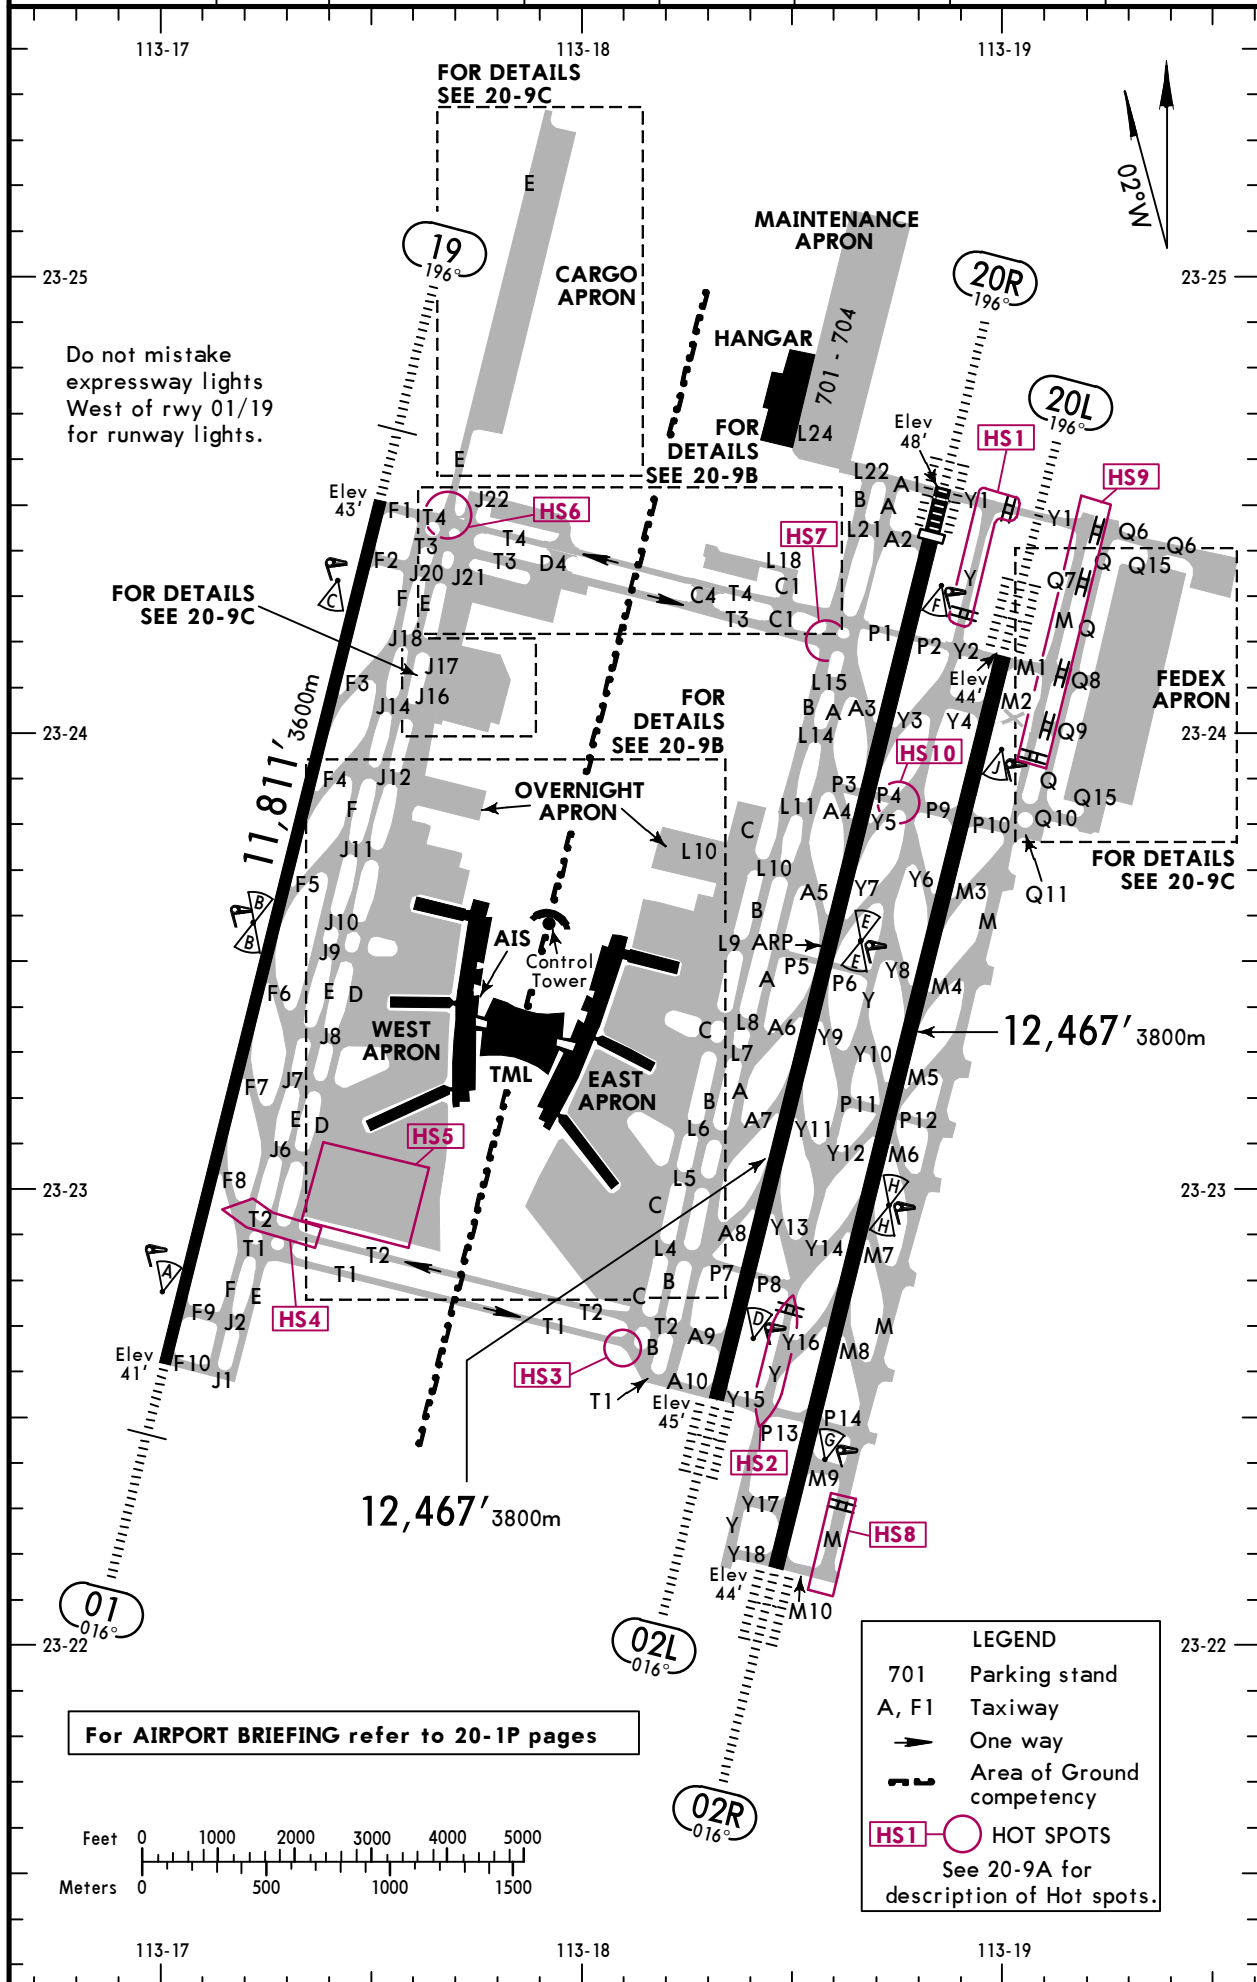 113-17
113-18
113-19
FOR DETAILS
SEE 20-9C
E
02°W
19
196°
MAINTENANCE
APRON
23-25
CARGO
APRON
20R
196°
23-25
701 - 704
HANGAR
Do not mistake
expressway lights
West of rwy 01/19
for runway lights.
20L
196°
FOR
DETAILS
SEE 20-9B
L24
Elev
48'
HS1
E
L22
A1
HS9
Elev
43'
F1
T4
J22
HS6
B
A
Y1
Y1
Q6
Q6
T3
T4
HS7
L21
A2
F2
J20
J21
T3
D4
L18
C1
Q
Q15
C
FOR DETAILS
SEE 20-9C
F
E
C4
T4
T3
C1
F
Y
Q7
M
Q
J18
P1
P2
Y2
J17
J16
M1
Elev
44'
F3
J14
L15
Q8
FEDEX
APRON
11,811' 3600m
FOR
DETAILS
SEE 20-9B
B
A
A3
Y3
Y4
M2
Q9
23-24
L14
23-24
HS10
J
F4
J12
OVERNIGHT
APRON
P3
P4
Q
Q15
F
L11
A4
Y5
P9
P10
Q10
C
J11
L10
FOR DETAILS
SEE 20-9C
L10
Q11
F5
A5
Y7
Y6
M3
B
B
J10
B
M
AIS
Control
Tower
L9
ARP
E
E
J9
P5
A
P6
Y8
F6
E
D
Y
M4
WEST
APRON
J8
C
L8
A6
Y9
12,467' 3800m
L7
Y10
TML
EAST
APRON
J7
F7
A
M5
B
P11
E
D
L6
A7
Y11
P12
HS5
J6
Y12
M6
F8
L5
23-23
23-23
C
H
H
T2
A8
Y13
T1
T2
L4
Y14
M7
T1
P7
B
P8
F
E
C
F9
J2
HS4
T2
T1
T2
D
M
B
A9
Y16
M8
Elev
41'
F10
J1
HS3
Y
A10
T1
Elev
45'
Y15
P14
P13
G
HS2
M9
12,467' 3800m
Y17
Y
M
HS8
Y18
Elev
44'
M10
01
016°
23-22
02L
016°
23-22
LEGEND
701 Parking stand
A, F1 Taxiway
One way
Area of Ground
competency
HS1 HOT SPOTS
See 20-9A for
description of Hot spots.
For AIRPORT BRIEFING refer to 20-1P pages
02R
016°
Feet 0 1000 2000 3000 4000 5000
Meters 0 500 1000 1500
113-17
113-18
113-19